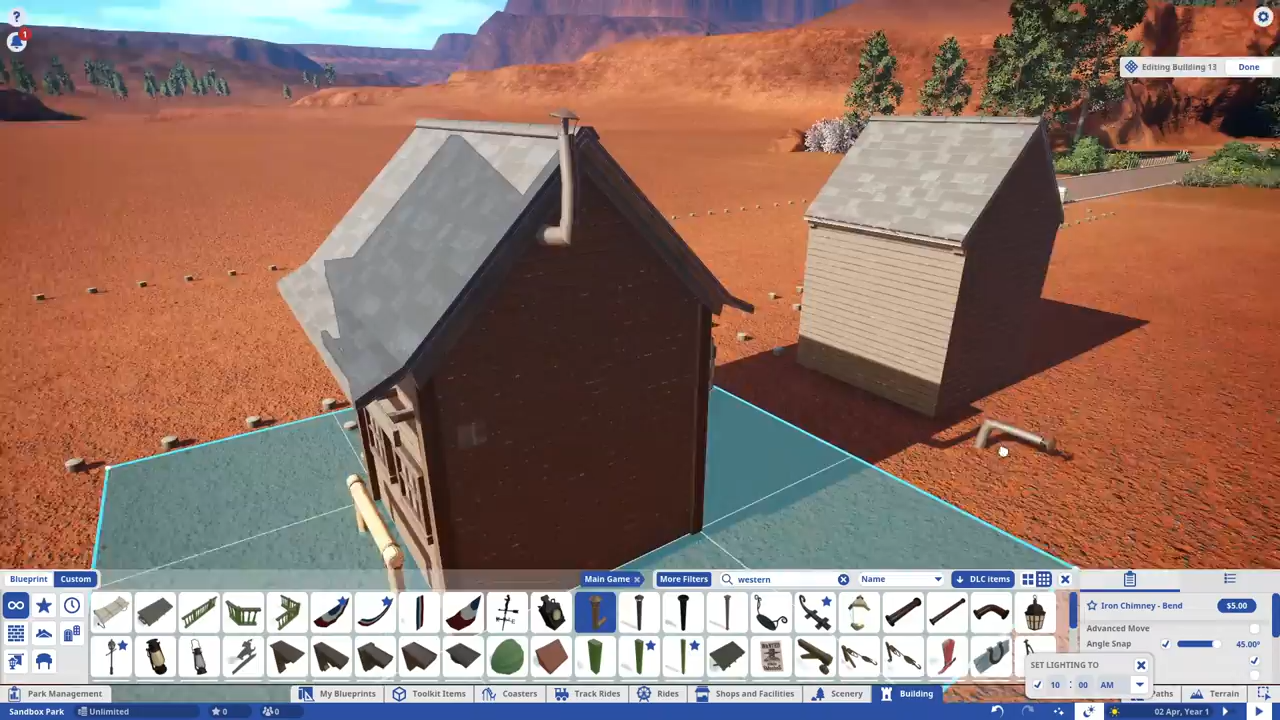 ?
1
Editing Building 13
Done
Blueprint
Custom
Main Game
More Filters
western
Name
DLC items
Iron Chimney - Bend
$5.00
Advanced Move
Angle Snap
45.00°
SET LIGHTING TO
10 : 00 AM
Park Management
My Blueprints
Toolkit Items
Coasters
Track Rides
Rides
Shops and Facilities
Scenery
Building
Paths
Terrain
Sandbox Park
Unlimited
0
0
02 Apr, Year 1